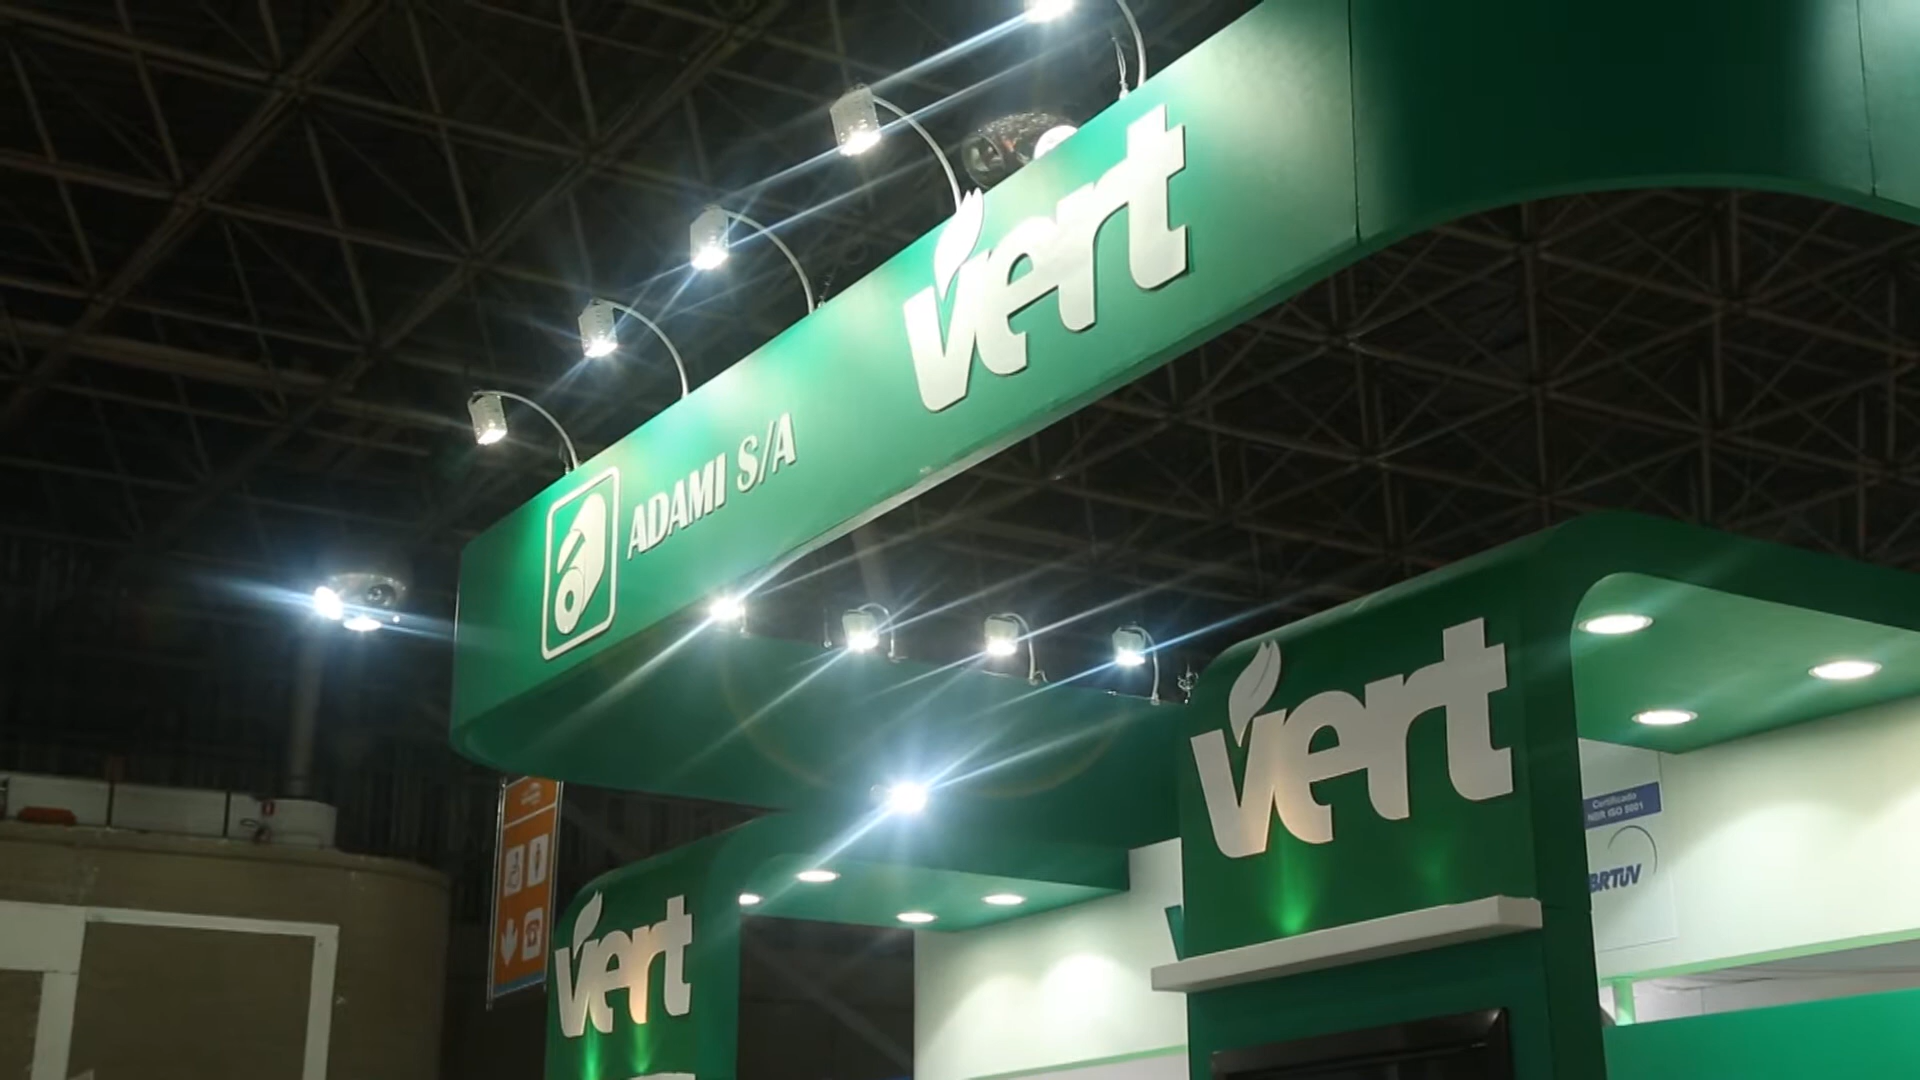 vert
ADAMI S/A
vert
vert
Certificado
NBR ISO 9001
BRTUV